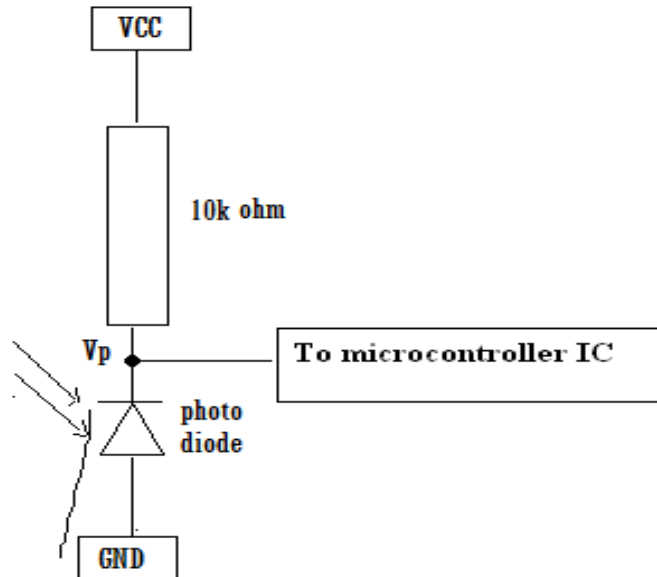 VCC
10k ohm
Vp
To microcontroller IC
photo
diode
GND